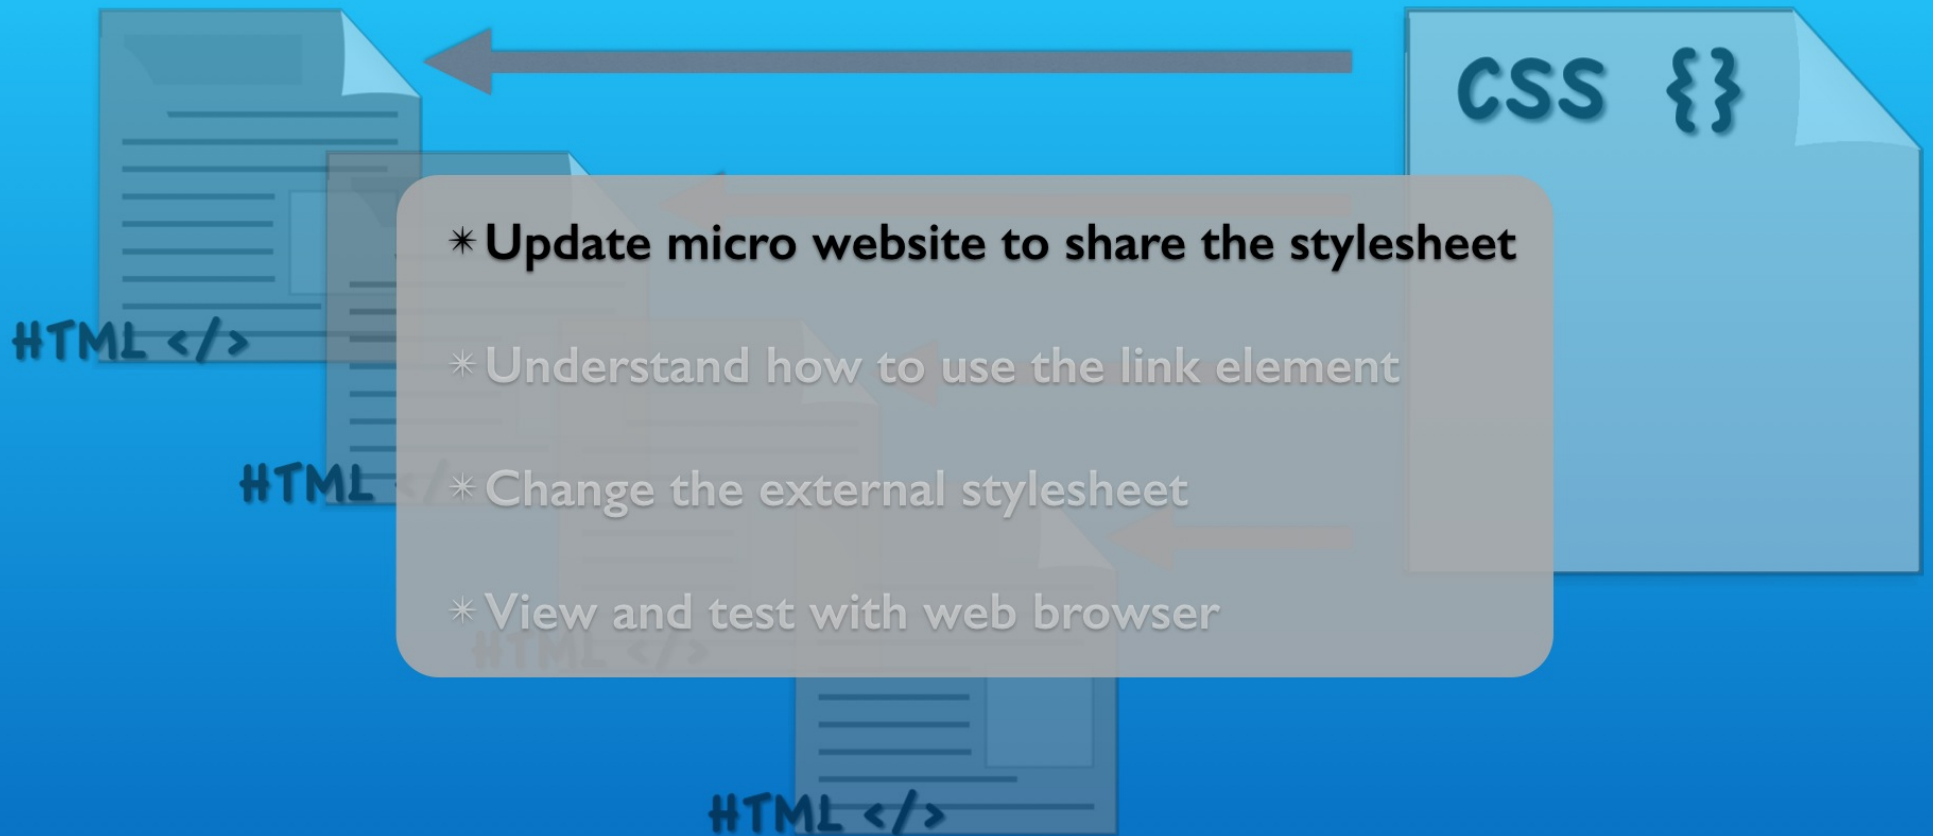 CSS {}
* Update micro website to share the stylesheet
HTML </>
* Understand how to use the link element
HTML </
* Change the external stylesheet
* View and test with web browser
HTML </>
HTML </>